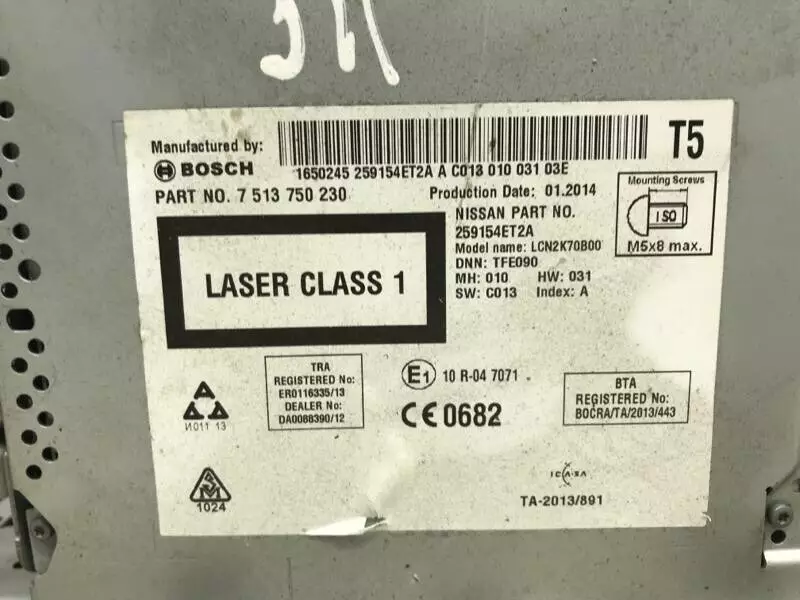 Manufactured by:
BOSCH
1650245 259154ET2A A C013 010 031 03E
T5
PART NO. 7 513 750 230
Production Date: 01.2014
Mounting Screws
ISO
M5x8 max.
NISSAN PART NO.
259154ET2A
Model name: LCN2K70B00
DNN: TFE090
MH: 010 HW: 031
SW: C013 Index: A
LASER CLASS 1
TRA
REGISTERED No:
ER0116335/13
DEALER No:
DA0088390/12
E1 10 R-04 7071
CE 0682
BTA
REGISTERED No:
BOCRA/TA/2013/443
И011 13
1024
ICASA
TA-2013/891